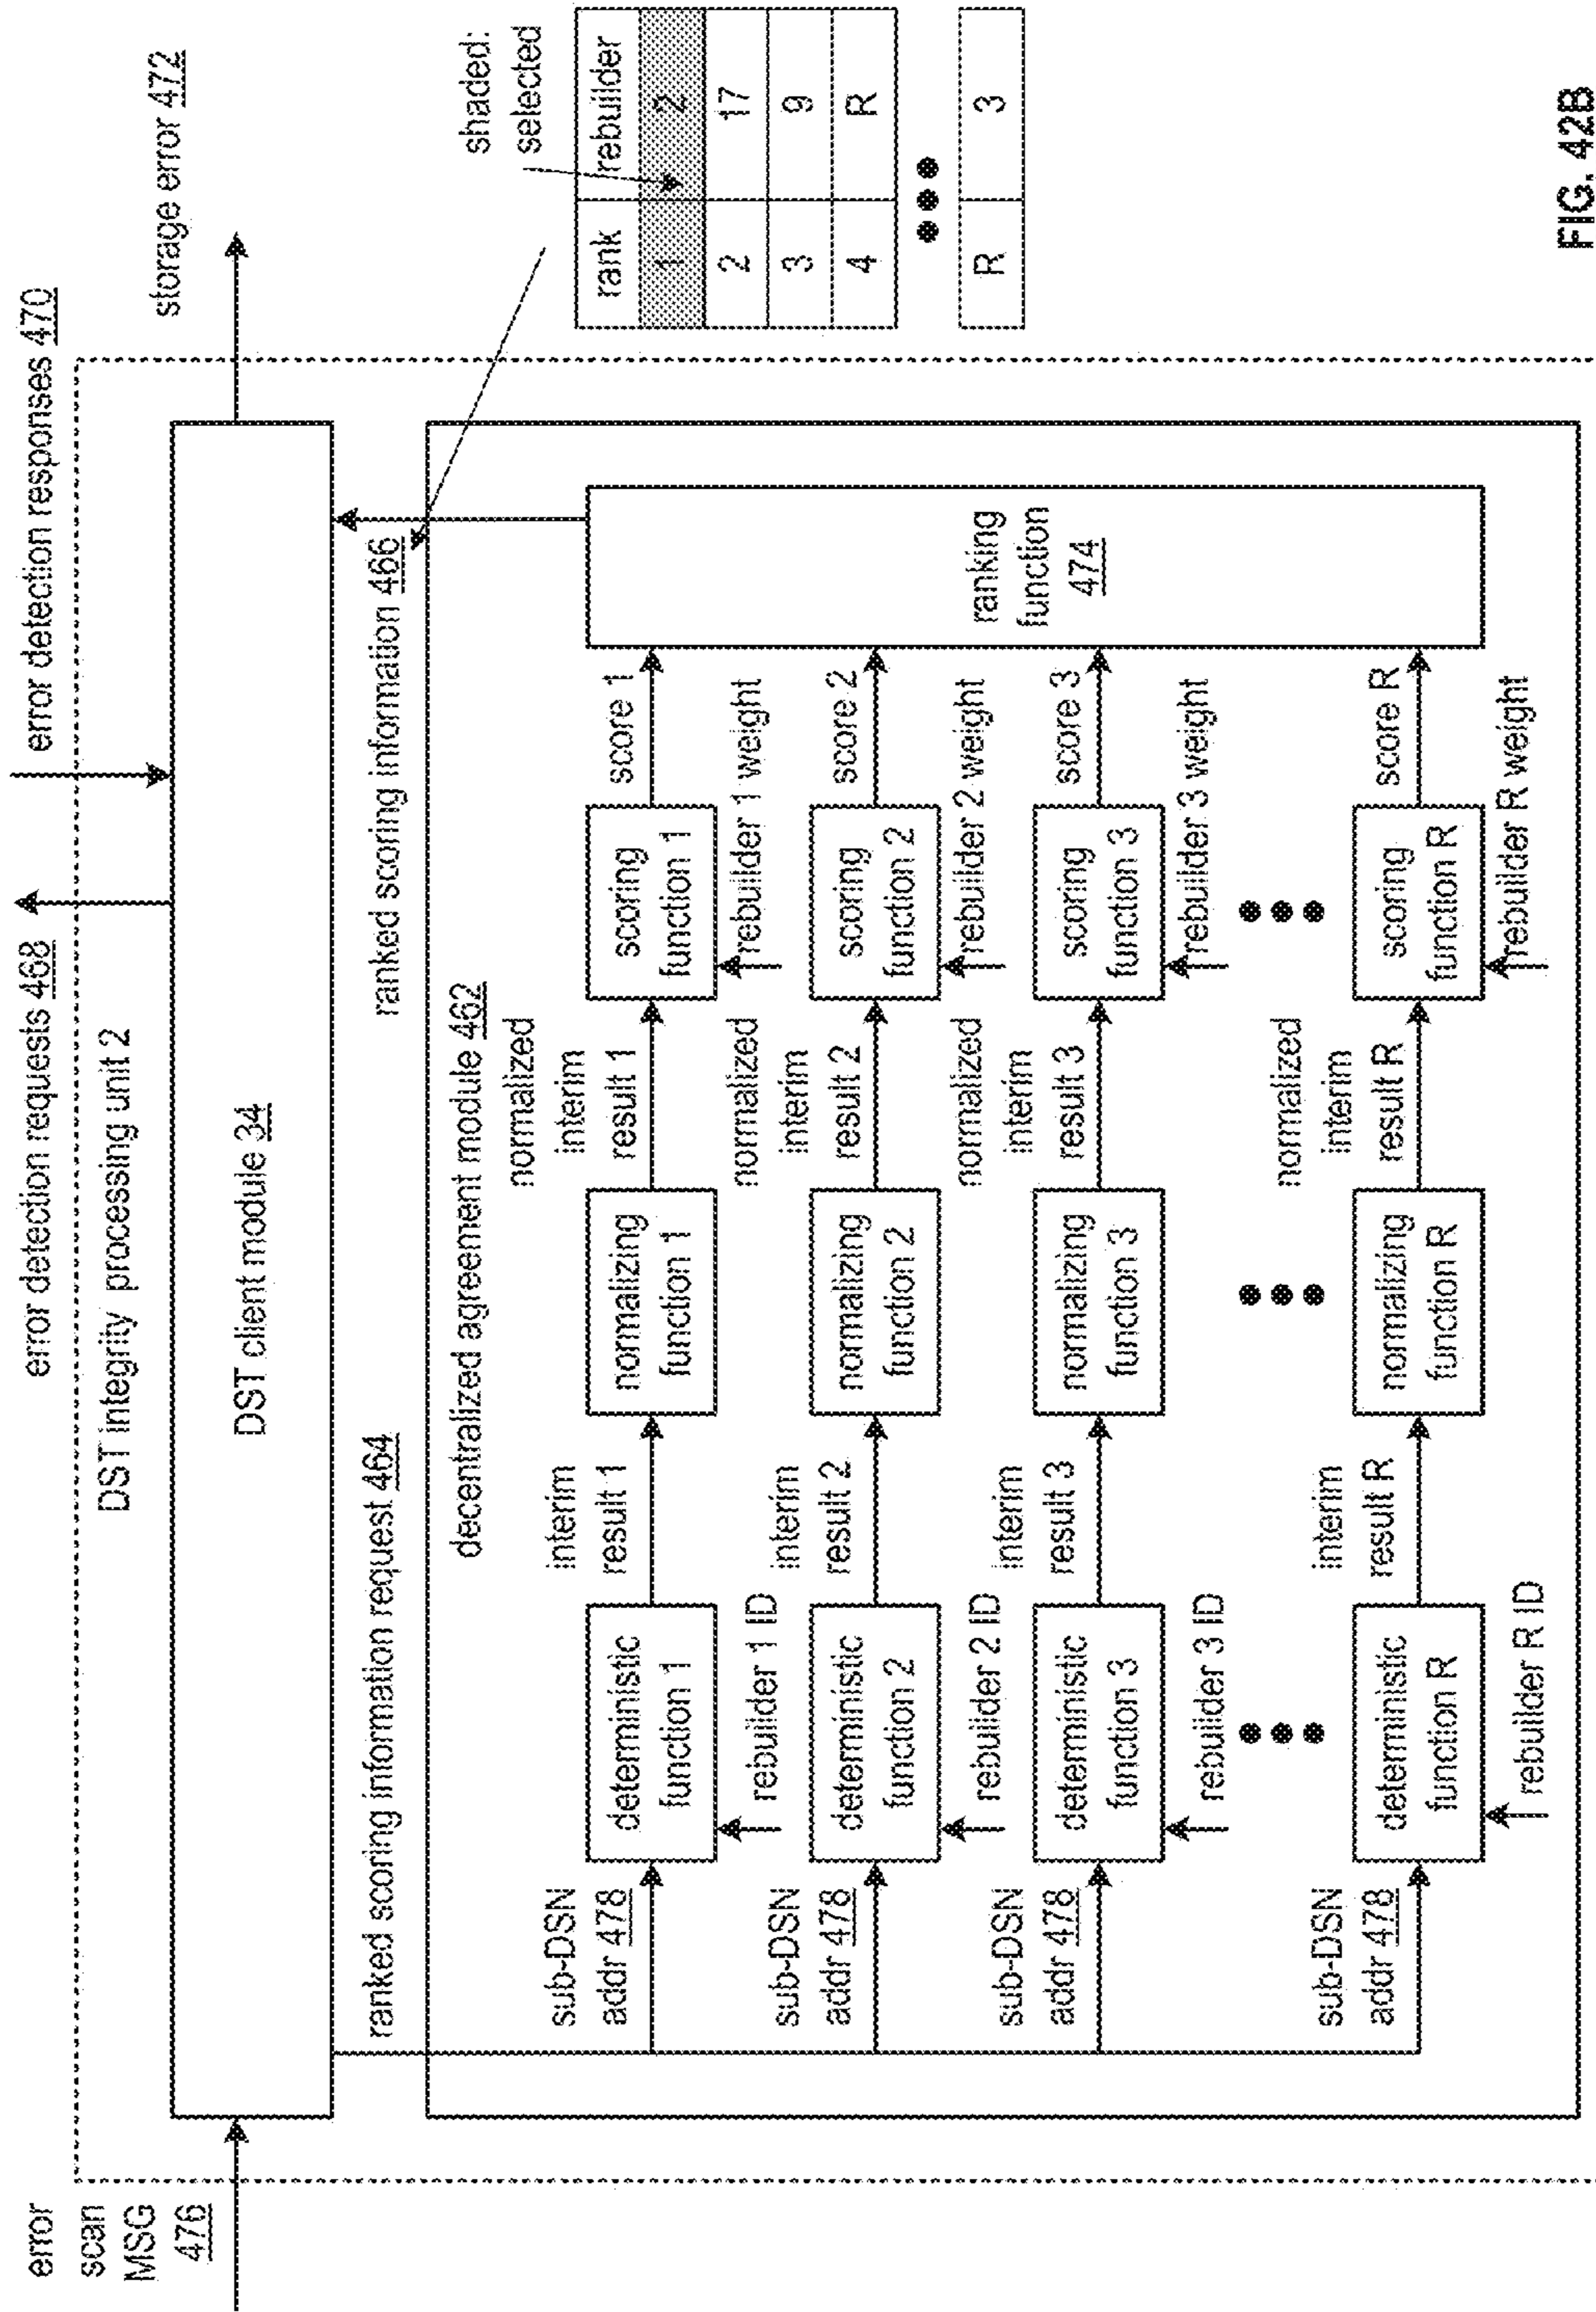 error detection requests 468
error detection responses 470
error
scan
MSG
476
DST integrity processing unit 2
DST client module 34
storage error 472
ranked scoring information request 464
ranked scoring information 466
decentralized agreement module 462
sub-DSN
addr 478
deterministic
function 1
rebuilder 1 ID
interim
result 1
normalizing
function 1
normalized
interim
result 1
scoring
function 1
rebuilder 1 weight
score 1
sub-DSN
addr 478
deterministic
function 2
rebuilder 2 ID
interim
result 2
normalizing
function 2
normalized
interim
result 2
scoring
function 2
rebuilder 2 weight
score 2
sub-DSN
addr 478
deterministic
function 3
rebuilder 3 ID
interim
result 3
normalizing
function 3
normalized
interim
result 3
scoring
function 3
rebuilder 3 weight
score 3
sub-DSN
addr 478
deterministic
function R
rebuilder R ID
interim
result R
normalizing
function R
normalized
interim
result R
scoring
function R
rebuilder R weight
score R
ranking
function
474
shaded:
selected
rank rebuilder
1 2
2 17
3 9
4 R
R 3
FIG. 42B